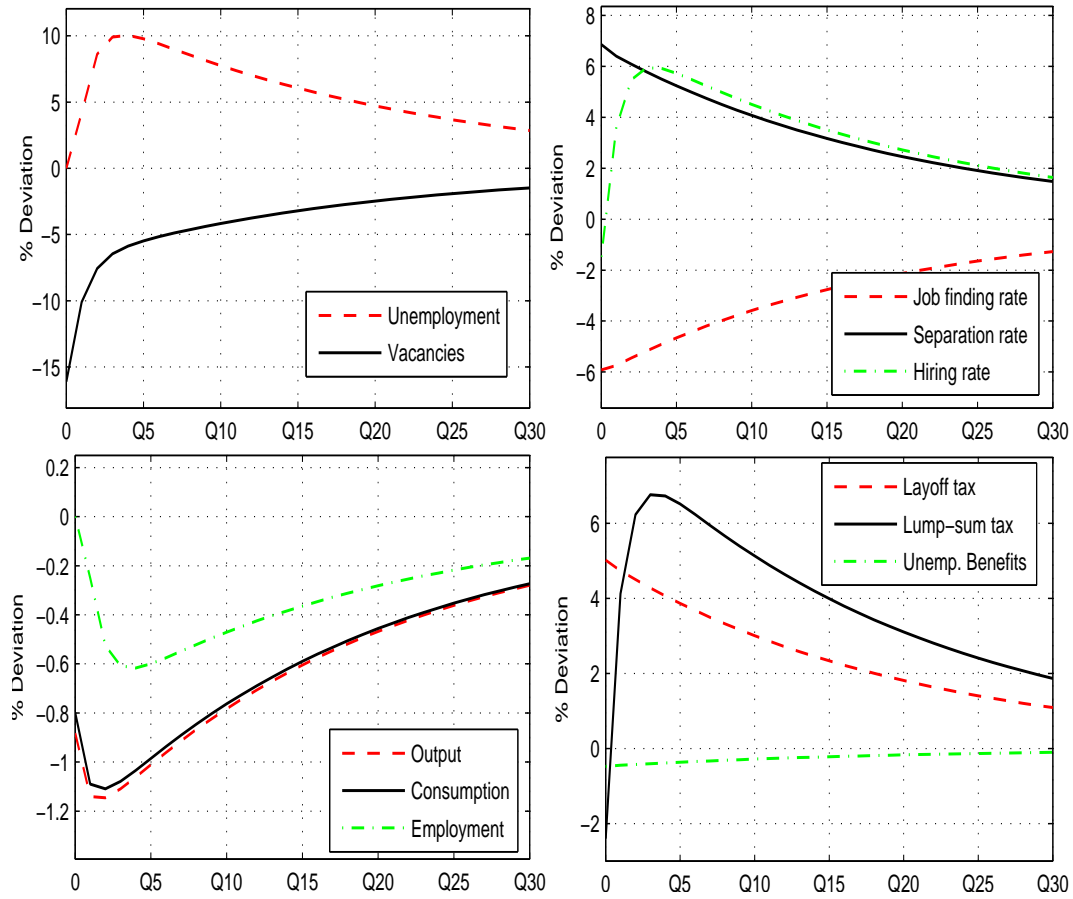 % Deviation
10
5
0
−5
−10
−15
Unemployment
Vacancies
0 Q5 Q10 Q15 Q20 Q25 Q30
% Deviation
8
6
4
2
0
−2
−4
−6
Job finding rate
Separation rate
Hiring rate
0 Q5 Q10 Q15 Q20 Q25 Q30
% Deviation
0.2
0
−0.2
−0.4
−0.6
−0.8
−1
−1.2
Output
Consumption
Employment
0 Q5 Q10 Q15 Q20 Q25 Q30
% Deviation
6
4
2
0
−2
Layoff tax
Lump−sum tax
Unemp. Benefits
0 Q5 Q10 Q15 Q20 Q25 Q30